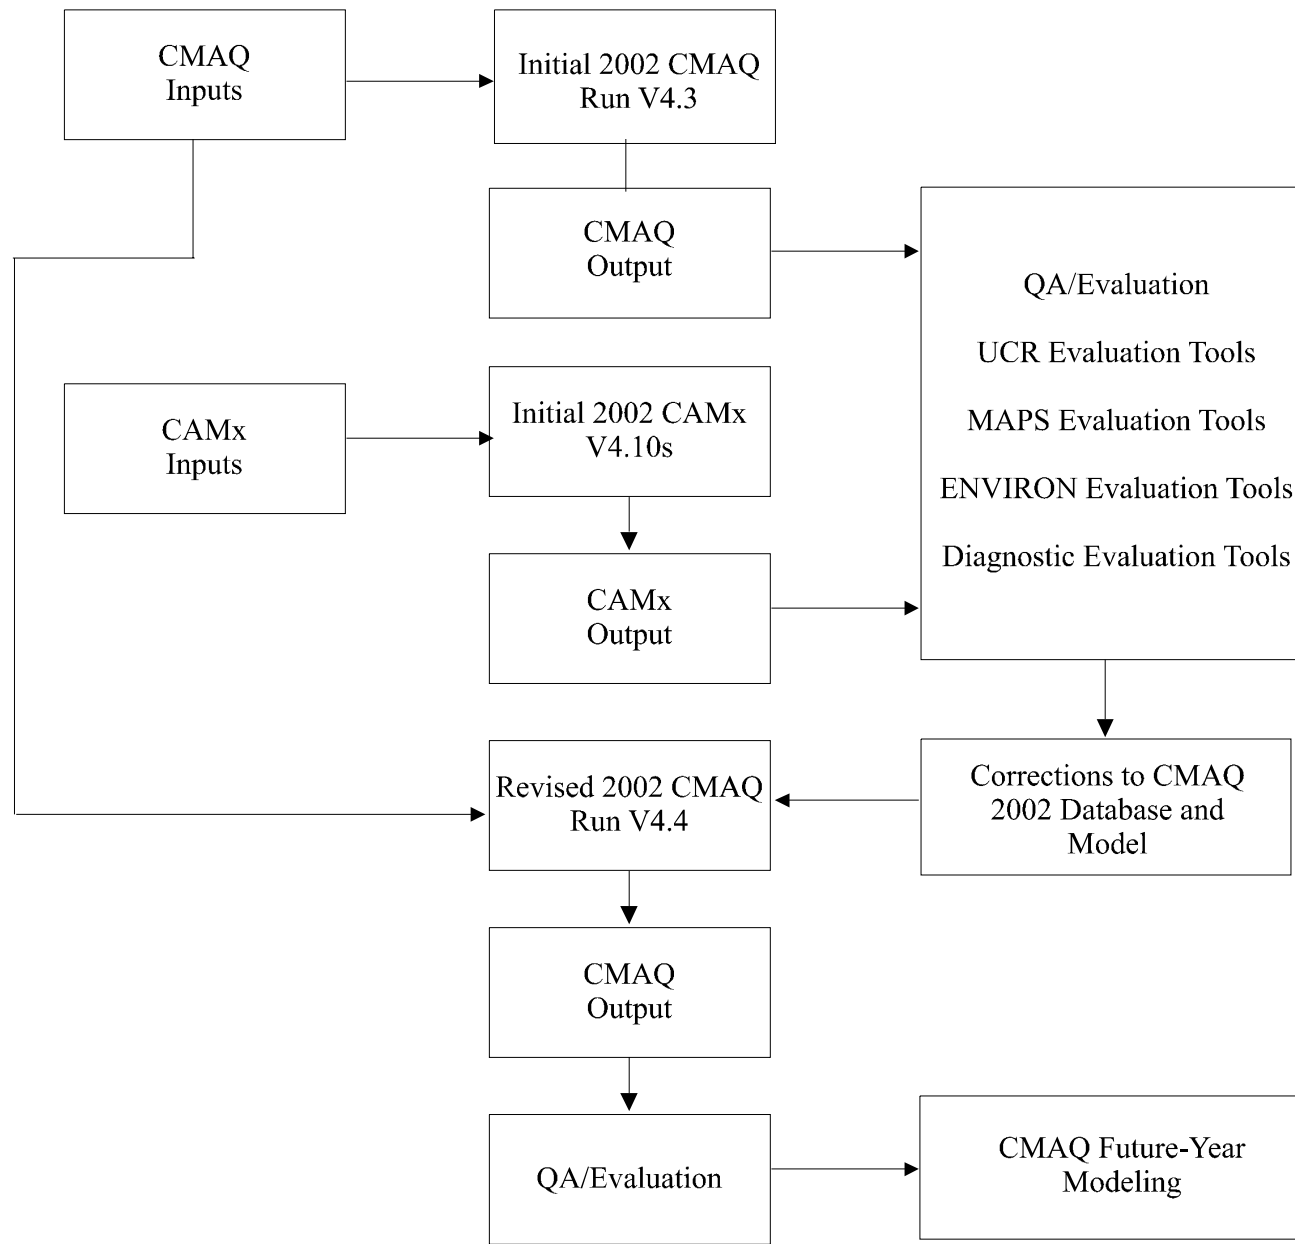 CMAQ
Inputs
Initial 2002 CMAQ
Run V4.3
CMAQ
Output
QA/Evaluation
UCR Evaluation Tools
MAPS Evaluation Tools
ENVIRON Evaluation Tools
Diagnostic Evaluation Tools
CAMx
Inputs
Initial 2002 CAMx
V4.10s
CAMx
Output
Revised 2002 CMAQ
Run V4.4
Corrections to CMAQ
2002 Database and
Model
CMAQ
Output
QA/Evaluation
CMAQ Future-Year
Modeling